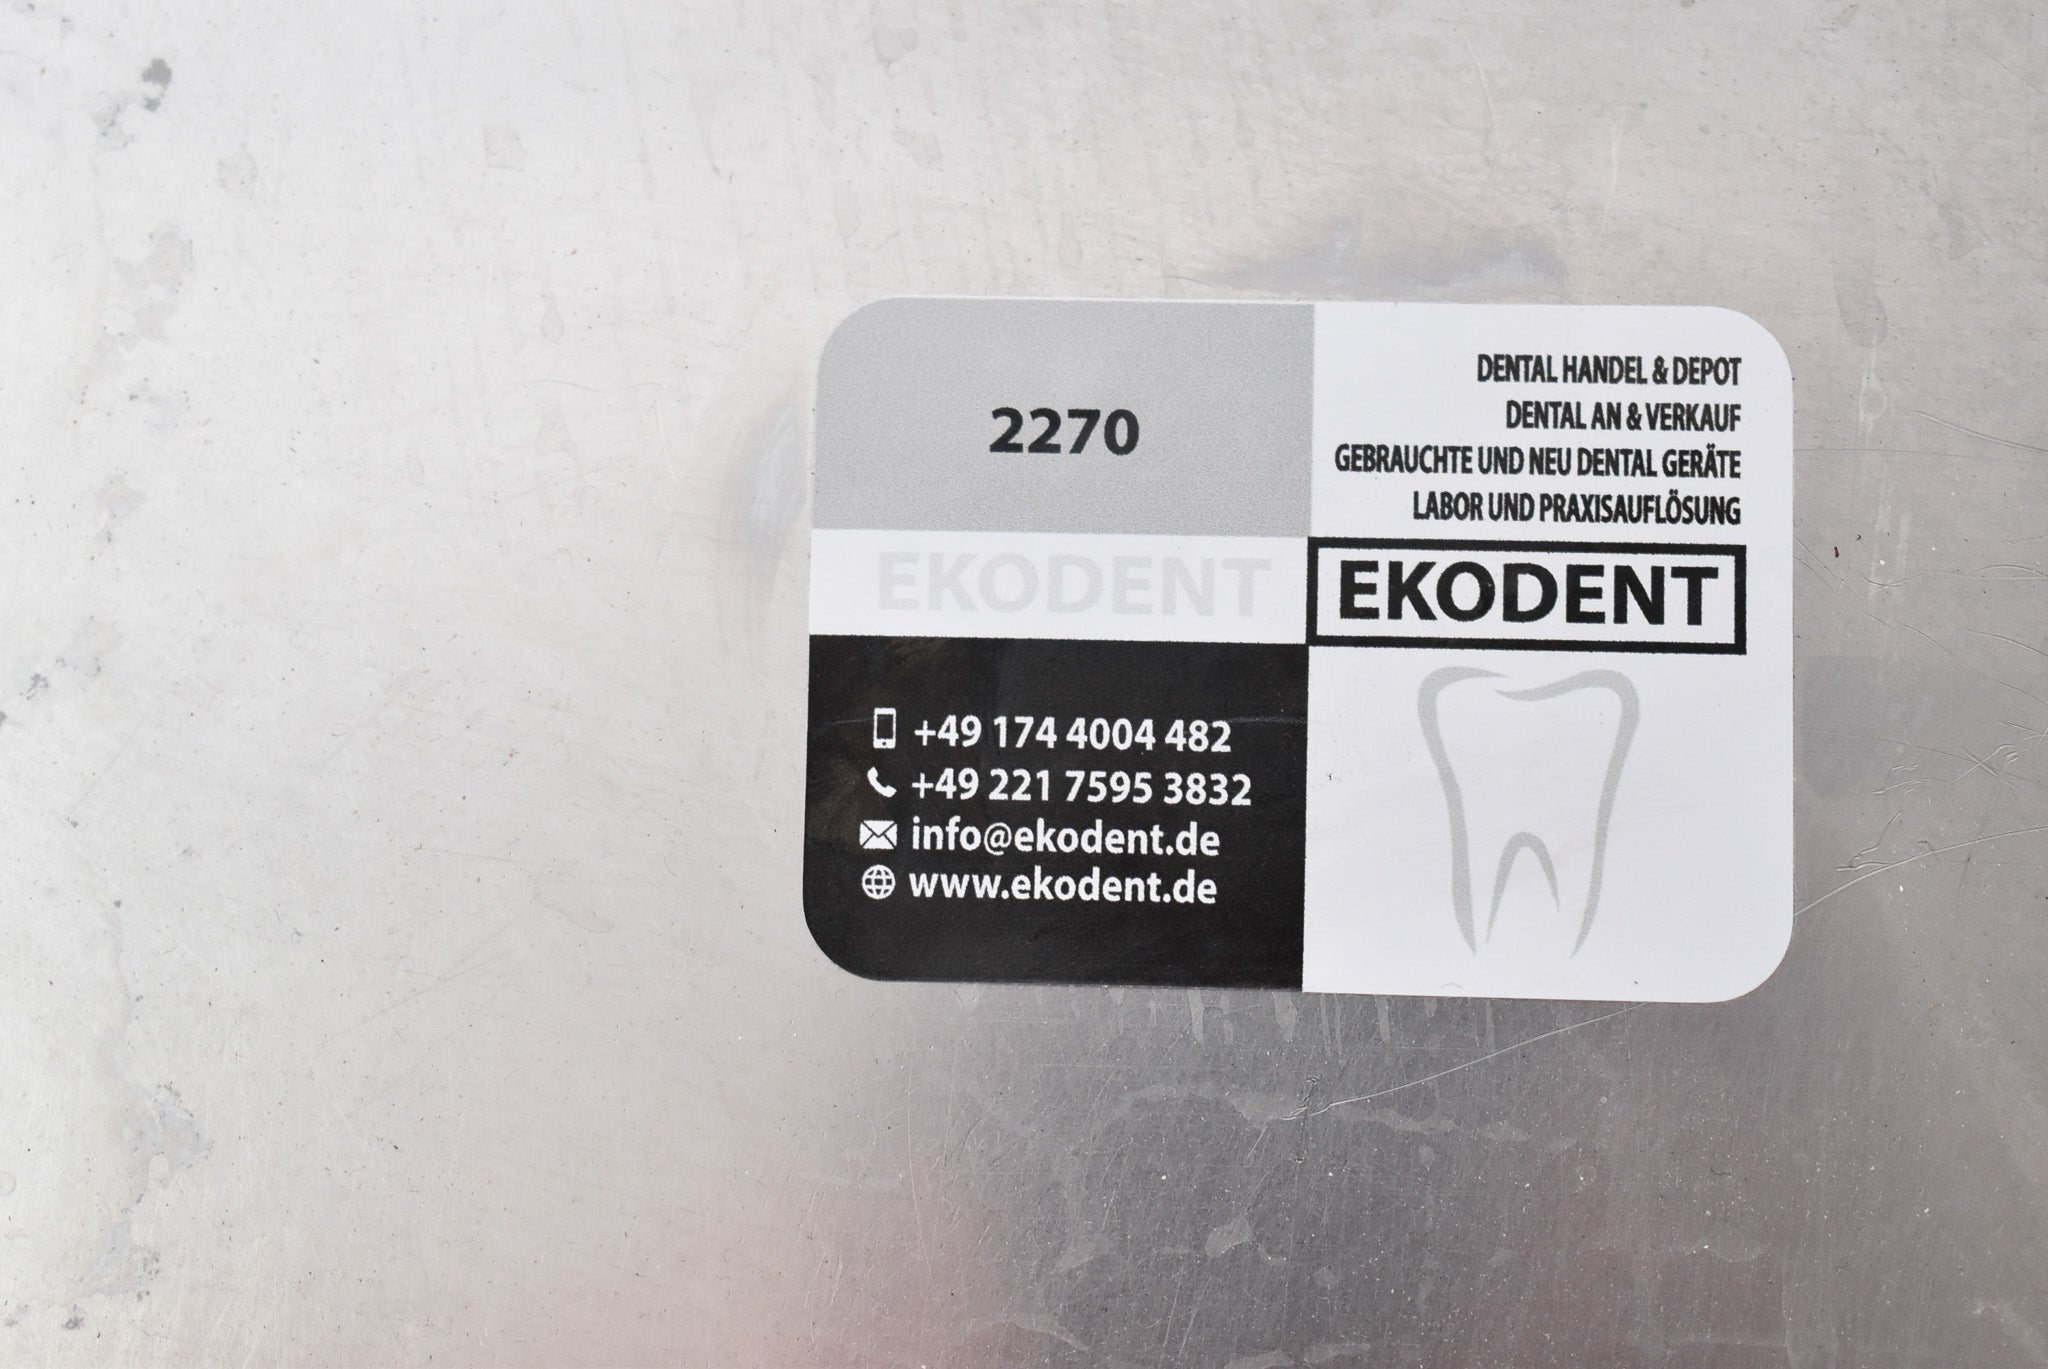 2270
DENTAL HANDEL & DEPOT
DENTAL AN & VERKAUF
GEBRAUCHTE UND NEU DENTAL GERÄTE
LABOR UND PRAXISAUFLÖSUNG
EKODENT
EKODENT
+49 174 4004 482
+49 221 7595 3832
info@ekodent.de
www.ekodent.de